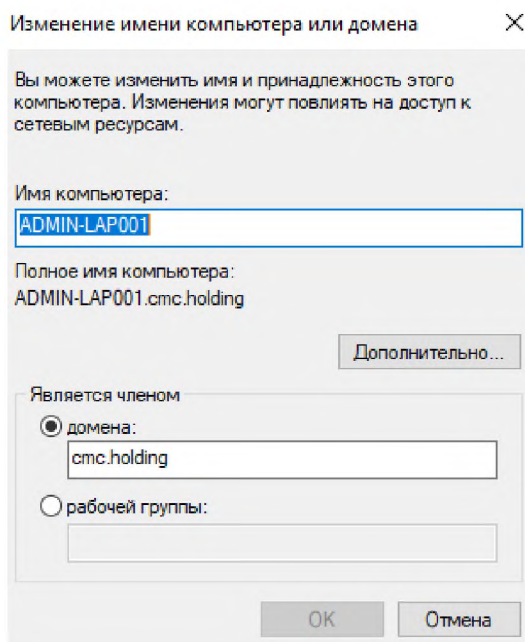 Изменение имени компьютера или домена
Вы можете изменить имя и принадлежность этого
компьютера. Изменения могут повлиять на доступ к
сетевым ресурсам.
Имя компьютера:
ADMIN-LAP001
Полное имя компьютера:
ADMIN-LAP001.cmc.holding
Дополнительно...
Является членом
домена:
cmc.holding
рабочей группы:
OK
Отмена